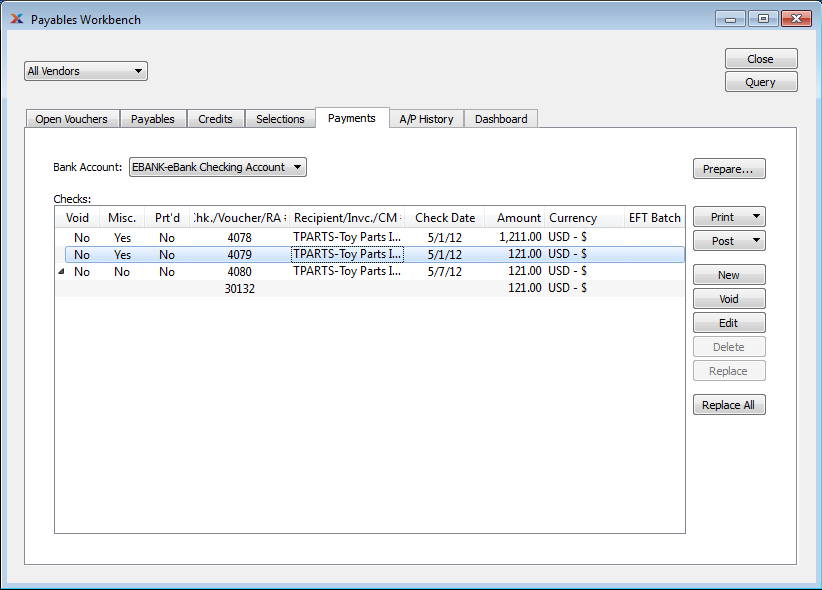 Payables Workbench
All Vendors
Close
Query
Open Vouchers Payables Credits Selections Payments A/P History Dashboard
Bank Account: EBANK-eBank Checking Account
Prepare...
Checks:
Void Misc. Prt'd Chk./Voucher/RA # Recipient/Invc./CM Check Date Amount Currency EFT Batch
No Yes No 4078 TPARTS-Toy Parts I... 5/1/12 1,211.00 USD - $
No Yes No 4079 TPARTS-Toy Parts I... 5/1/12 121.00 USD - $
No No No 4080 TPARTS-Toy Parts I... 5/7/12 121.00 USD - $
30132 121.00 USD - $
Print
Post
New
Void
Edit
Delete
Replace
Replace All